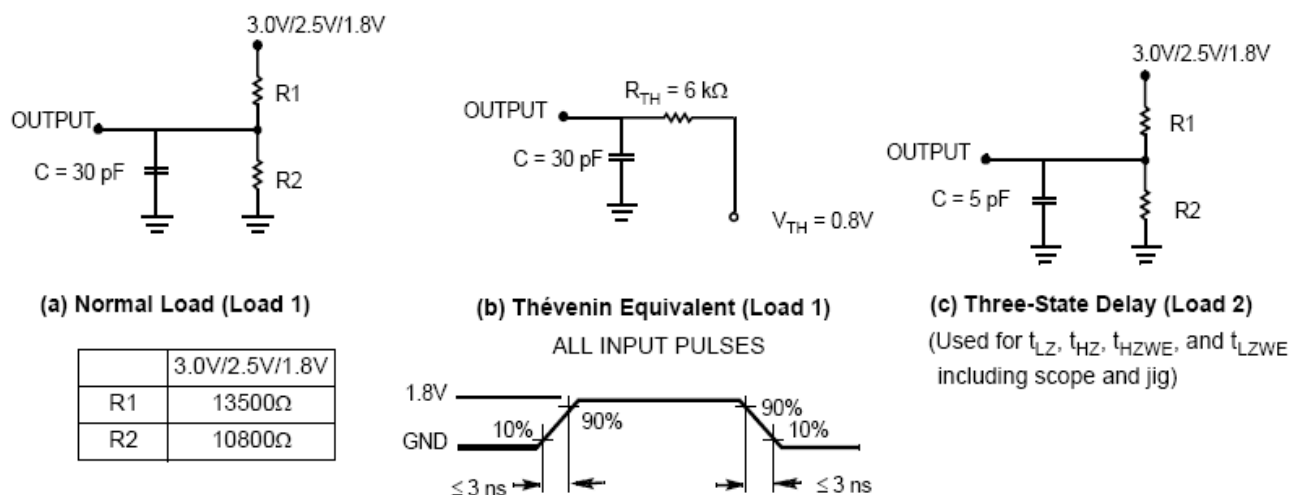 3.0V/2.5V/1.8V
R1
OUTPUT
C = 30 pF
R2
(a) Normal Load (Load 1)
R_TH = 6 kΩ
OUTPUT
C = 30 pF
V_TH = 0.8V
(b) Thévenin Equivalent (Load 1)
3.0V/2.5V/1.8V
R1
OUTPUT
C = 5 pF
R2
(c) Three-State Delay (Load 2)
(Used for t_LZ, t_HZ, t_HZWE, and t_LZWE
including scope and jig)
3.0V/2.5V/1.8V
R1 13500Ω
R2 10800Ω
ALL INPUT PULSES
1.8V
GND
10%
90%
90%
10%
≤ 3 ns
≤ 3 ns